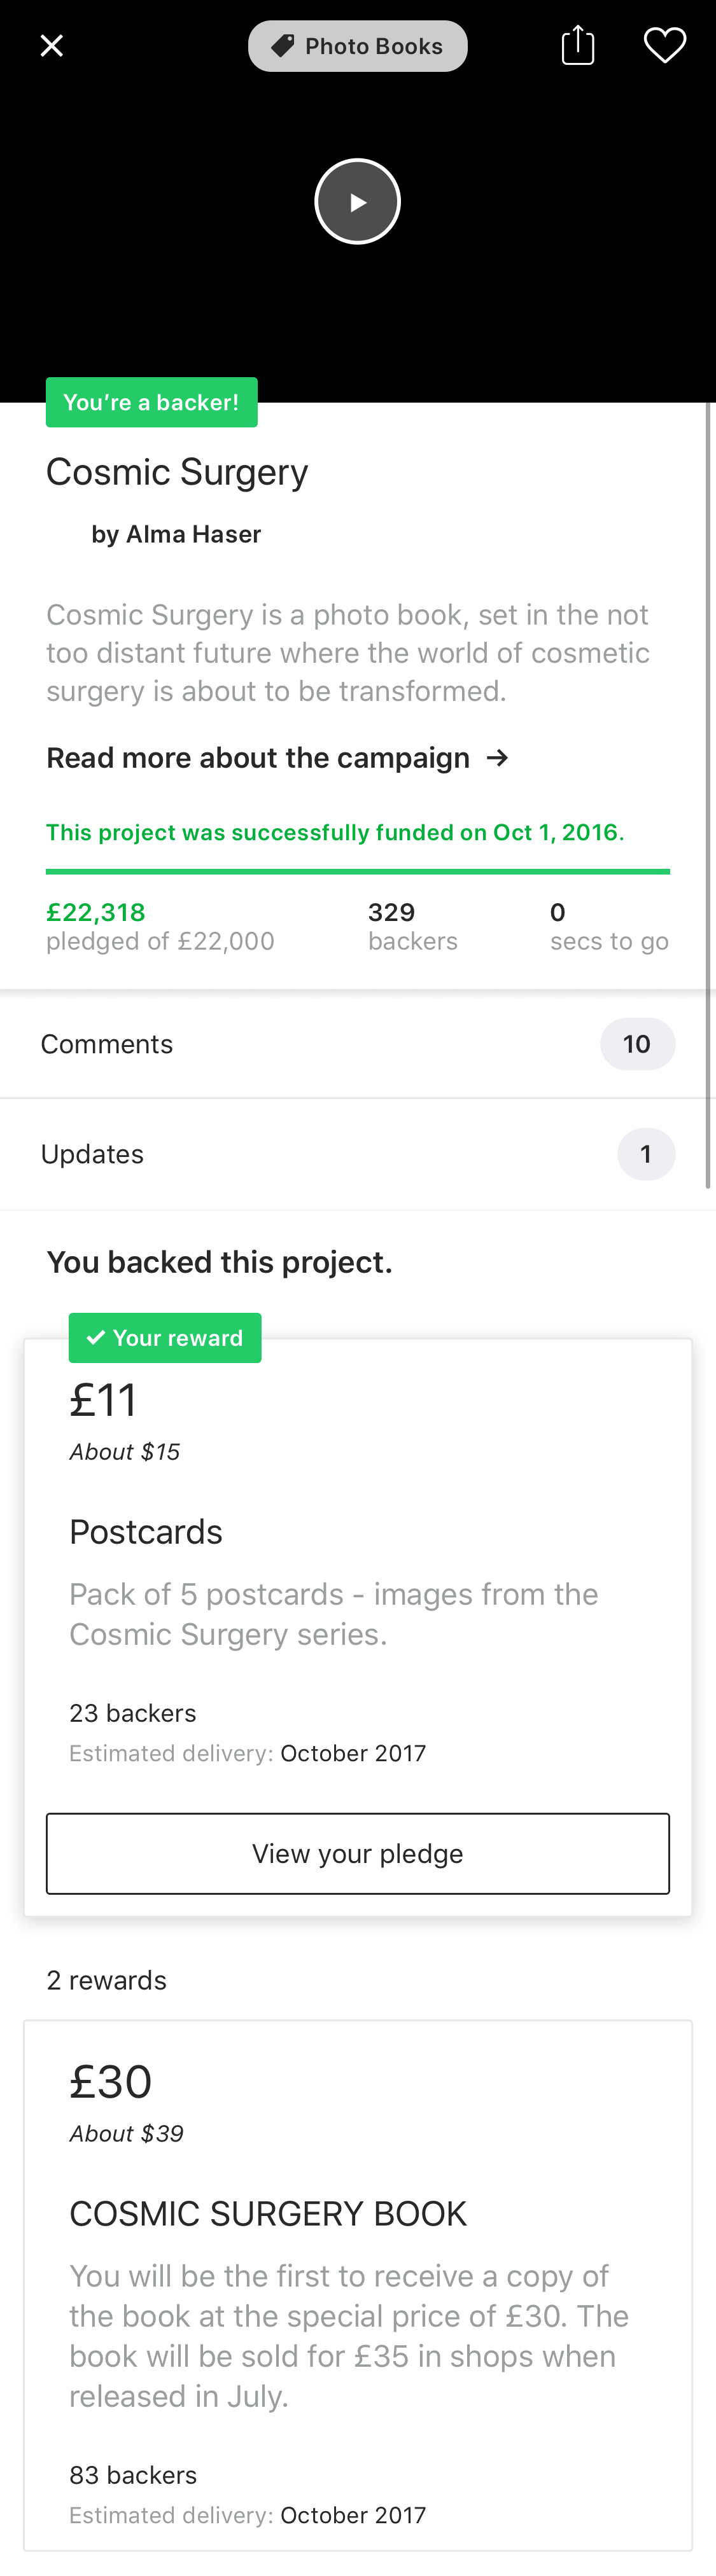 Photo Books
You're a backer!
Cosmic Surgery
by Alma Haser
Cosmic Surgery is a photo book, set in the not
too distant future where the world of cosmetic
surgery is about to be transformed.
Read more about the campaign →
This project was successfully funded on Oct 1, 2016.
£22,318
pledged of £22,000
329
backers
0
secs to go
Comments
10
Updates
1
You backed this project.
✓ Your reward
£11
About $15
Postcards
Pack of 5 postcards - images from the
Cosmic Surgery series.
23 backers
Estimated delivery: October 2017
View your pledge
2 rewards
£30
About $39
COSMIC SURGERY BOOK
You will be the first to receive a copy of
the book at the special price of £30. The
book will be sold for £35 in shops when
released in July.
83 backers
Estimated delivery: October 2017